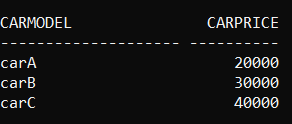 CARMODEL CARPRICE
-------------------- ----------
carA 20000
carB 30000
carC 40000